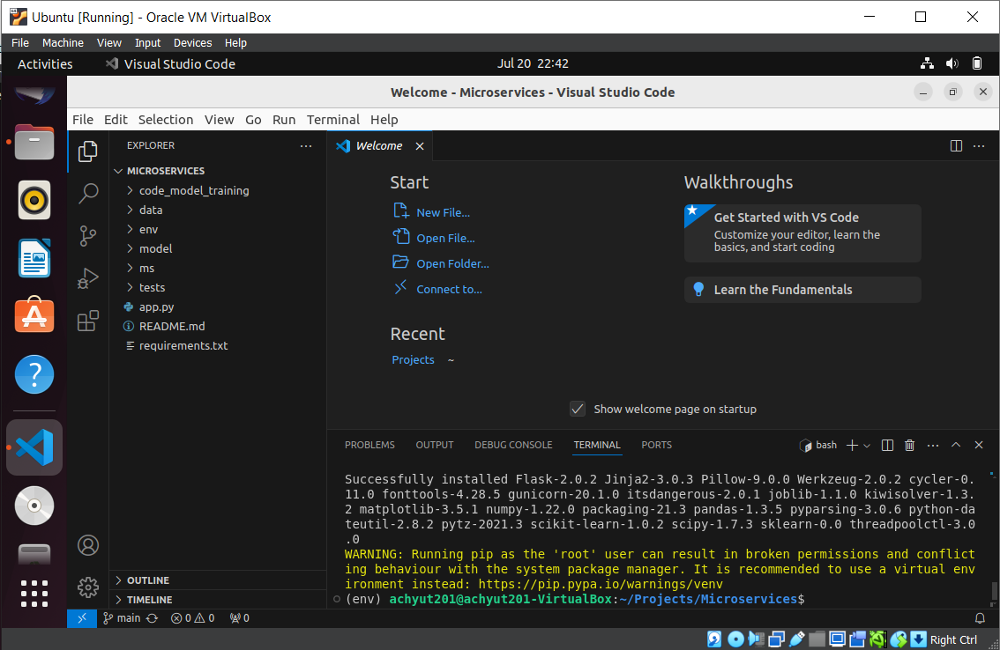 Ubuntu [Running] - Oracle VM VirtualBox
File Machine View Input Devices Help
Activities Visual Studio Code Jul 20 22:42
Welcome - Microservices - Visual Studio Code
File Edit Selection View Go Run Terminal Help
EXPLORER
MICROSERVICES
code_model_training
data
env
model
ms
tests
app.py
README.md
requirements.txt
OUTLINE
TIMELINE
Welcome
Start
New File...
Open File...
Open Folder...
Connect to...
Recent
Projects ~
Walkthroughs
Get Started with VS Code
Customize your editor, learn the
basics, and start coding
Learn the Fundamentals
Show welcome page on startup
PROBLEMS OUTPUT DEBUG CONSOLE TERMINAL PORTS
bash
Successfully installed Flask-2.0.2 Jinja2-3.0.3 Pillow-9.0.0 Werkzeug-2.0.2 cycler-0.
11.0 fonttools-4.28.5 gunicorn-20.1.0 itsdangerous-2.0.1 joblib-1.1.0 kiwisolver-1.3.
2 matplotlib-3.5.1 numpy-1.22.0 packaging-21.3 pandas-1.3.5 pyparsing-3.0.6 python-da
teutil-2.8.2 pytz-2021.3 scikit-learn-1.0.2 scipy-1.7.3 sklearn-0.0 threadpoolctl-3.0
.0
WARNING: Running pip as the 'root' user can result in broken permissions and conflict
ing behaviour with the system package manager. It is recommended to use a virtual env
ironment instead: https://pip.pypa.io/warnings/venv
(env) achyut201@achyut201-VirtualBox:~/Projects/Microservices$
main 0 0 0
Right Ctrl